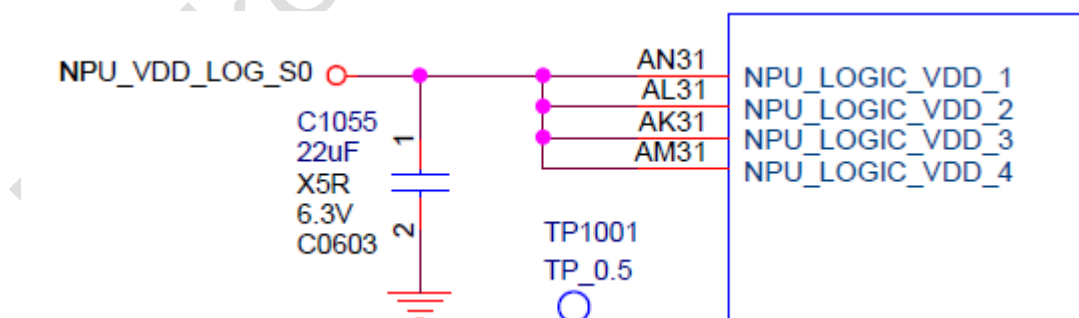 NPU_VDD_LOG_S0
AN31
NPU_LOGIC_VDD_1
AL31
NPU_LOGIC_VDD_2
AK31
NPU_LOGIC_VDD_3
AM31
NPU_LOGIC_VDD_4
C1055
22uF
X5R
6.3V
C0603
1
2
TP1001
TP_0.5